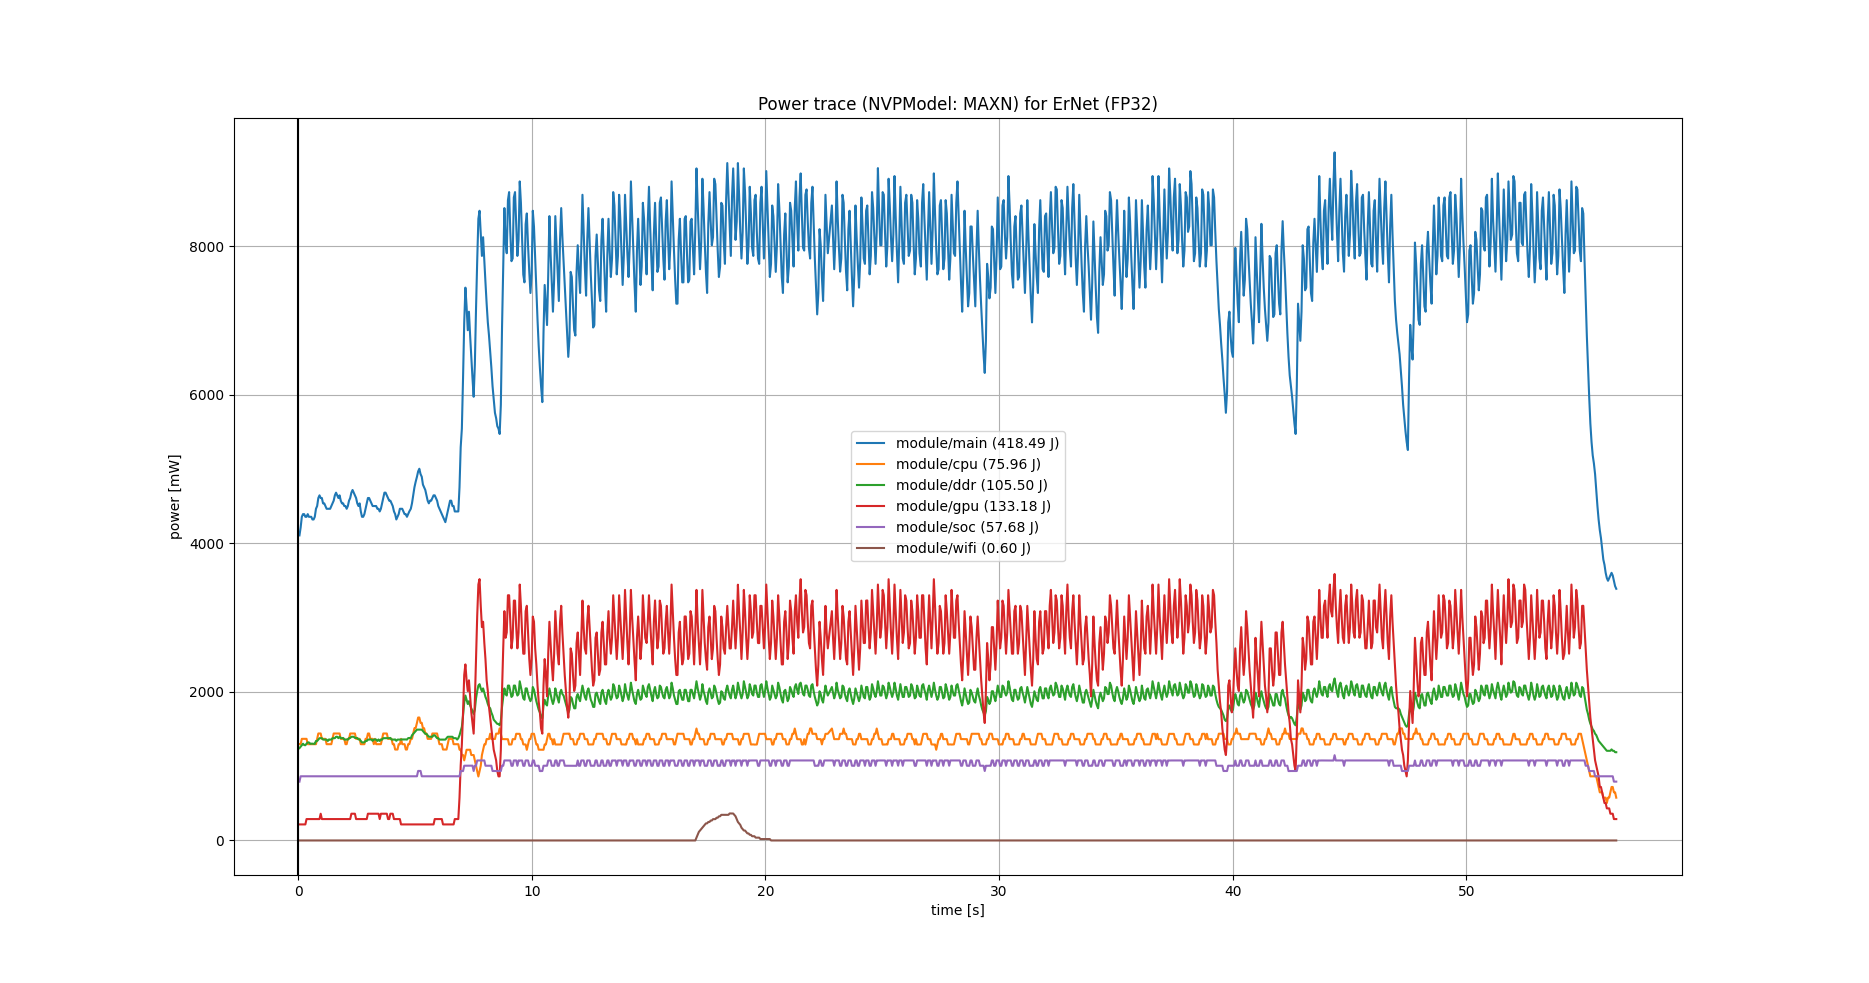 Power trace (NVPModel: MAXN) for ErNet (FP32)
power [mW]
8000
6000
4000
2000
0
module/main (418.49 J)
module/cpu (75.96 J)
module/ddr (105.50 J)
module/gpu (133.18 J)
module/soc (57.68 J)
module/wifi (0.60 J)
0 10 20 30 40 50
time [s]